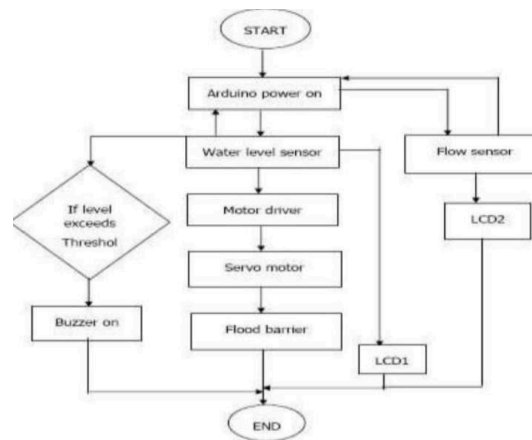 START
Arduino power on
Water level sensor
Flow sensor
If level
exceeds
Threshol
Motor driver
LCD2
Servo motor
Buzzer on
Flood barrier
LCD1
END